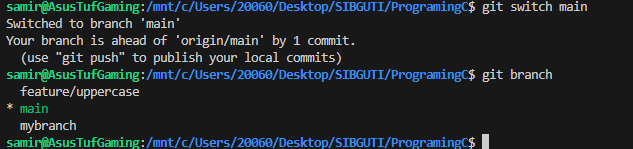 samir@AsusTufGaming:/mnt/c/Users/20060/Desktop/SIBGUTI/ProgramingC$ git switch main
Switched to branch 'main'
Your branch is ahead of 'origin/main' by 1 commit.
  (use "git push" to publish your local commits)
samir@AsusTufGaming:/mnt/c/Users/20060/Desktop/SIBGUTI/ProgramingC$ git branch
  feature/uppercase
* main
  mybranch
samir@AsusTufGaming:/mnt/c/Users/20060/Desktop/SIBGUTI/ProgramingC$